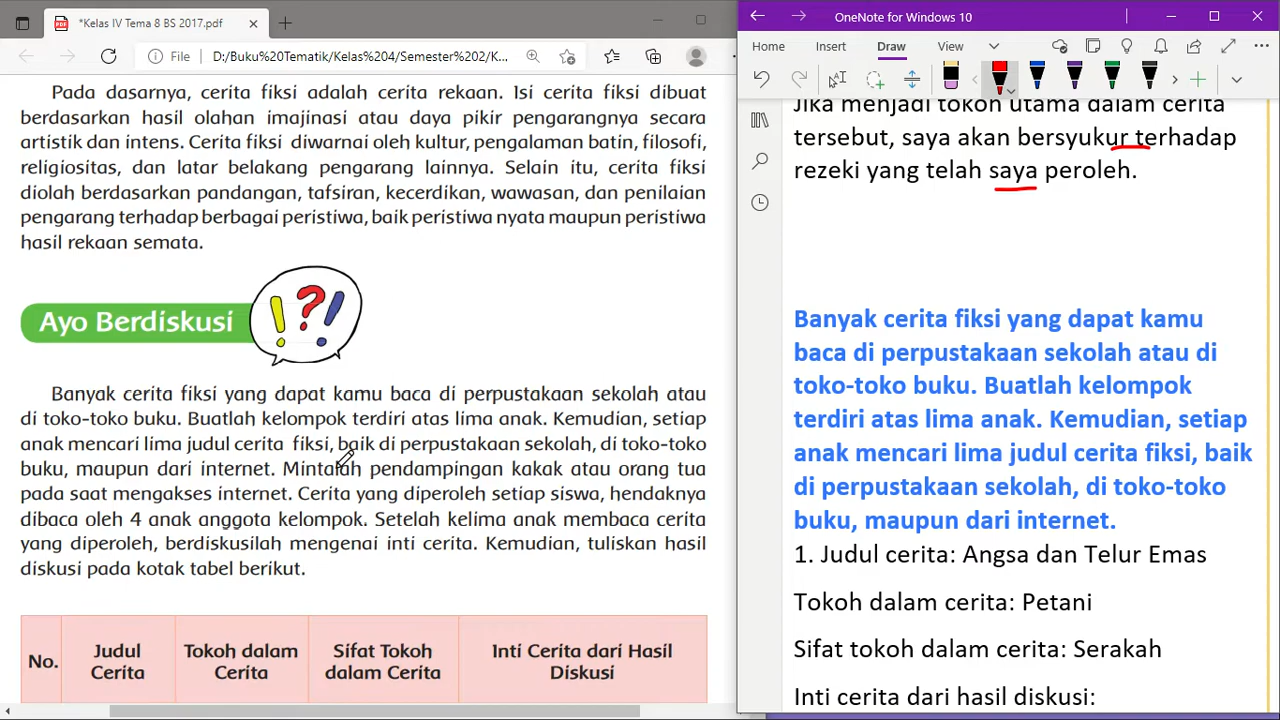 *Kelas IV Tema 8 BS 2017.pdf
File
D:/Buku%20Tematik/Kelas%204/Semester%202/K...
Pada dasarnya, cerita fiksi adalah cerita rekaan. Isi cerita fiksi dibuat
berdasarkan hasil olahan imajinasi atau daya pikir pengarangnya secara
artistik dan intens. Cerita fiksi diwarnai oleh kultur, pengalaman batin, filosofi,
religiositas, dan latar belakang pengarang lainnya. Selain itu, cerita fiksi
diolah berdasarkan pandangan, tafsiran, kecerdikan, wawasan, dan penilaian
pengarang terhadap berbagai peristiwa, baik peristiwa nyata maupun peristiwa
hasil rekaan semata.
Ayo Berdiskusi
! ? !
Banyak cerita fiksi yang dapat kamu baca di perpustakaan sekolah atau
di toko-toko buku. Buatlah kelompok terdiri atas lima anak. Kemudian, setiap
anak mencari lima judul cerita fiksi, baik di perpustakaan sekolah, di toko-toko
buku, maupun dari internet. Mintalah pendampingan kakak atau orang tua
pada saat mengakses internet. Cerita yang diperoleh setiap siswa, hendaknya
dibaca oleh 4 anak anggota kelompok. Setelah kelima anak membaca cerita
yang diperoleh, berdiskusilah mengenai inti cerita. Kemudian, tuliskan hasil
diskusi pada kotak tabel berikut.
No.
Judul
Cerita
Tokoh dalam
Cerita
Sifat Tokoh
dalam Cerita
Inti Cerita dari Hasil
Diskusi
OneNote for Windows 10
Home Insert Draw View
Jika menjadi tokoh utama dalam cerita
tersebut, saya akan bersyukur terhadap
rezeki yang telah saya peroleh.
Banyak cerita fiksi yang dapat kamu
baca di perpustakaan sekolah atau di
toko-toko buku. Buatlah kelompok
terdiri atas lima anak. Kemudian, setiap
anak mencari lima judul cerita fiksi, baik
di perpustakaan sekolah, di toko-toko
buku, maupun dari internet.
1. Judul cerita: Angsa dan Telur Emas
Tokoh dalam cerita: Petani
Sifat tokoh dalam cerita: Serakah
Inti cerita dari hasil diskusi: